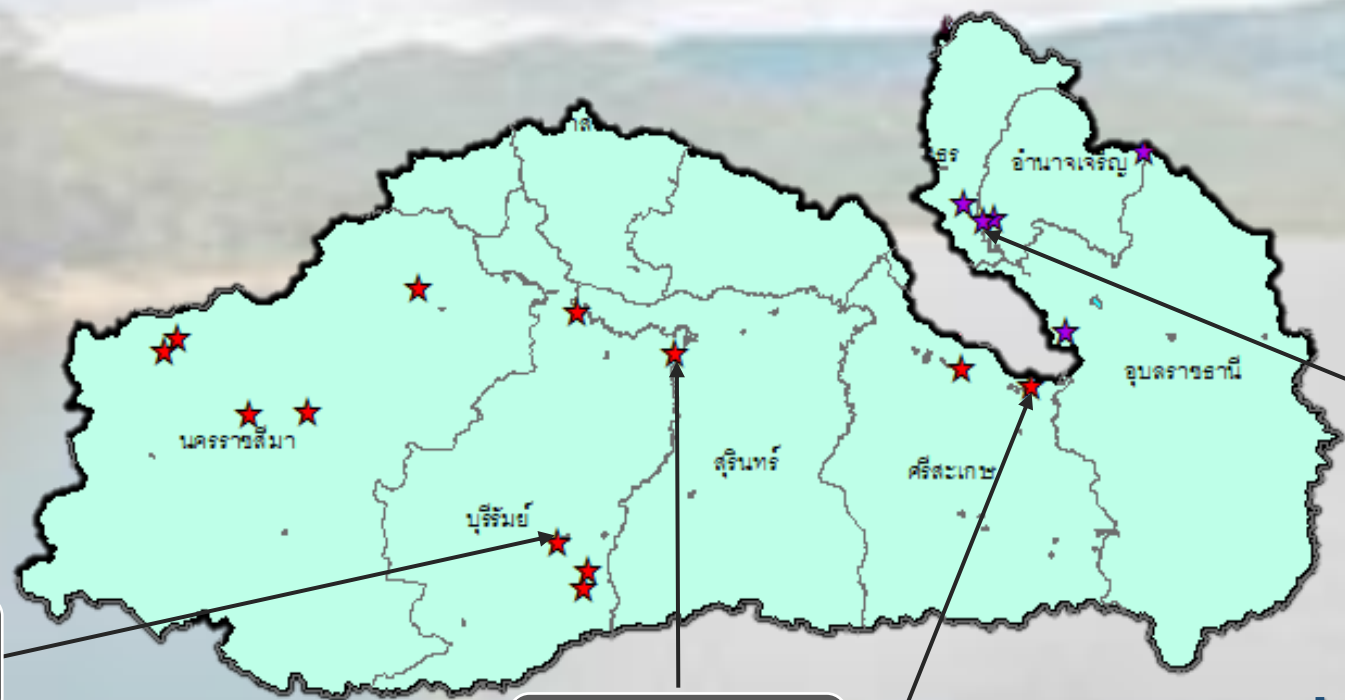 อำนาจเจริญ
อุบลราชธานี
นครราชสีมา
สุรินทร์
ศรีสะเกษ
บุรีรัมย์